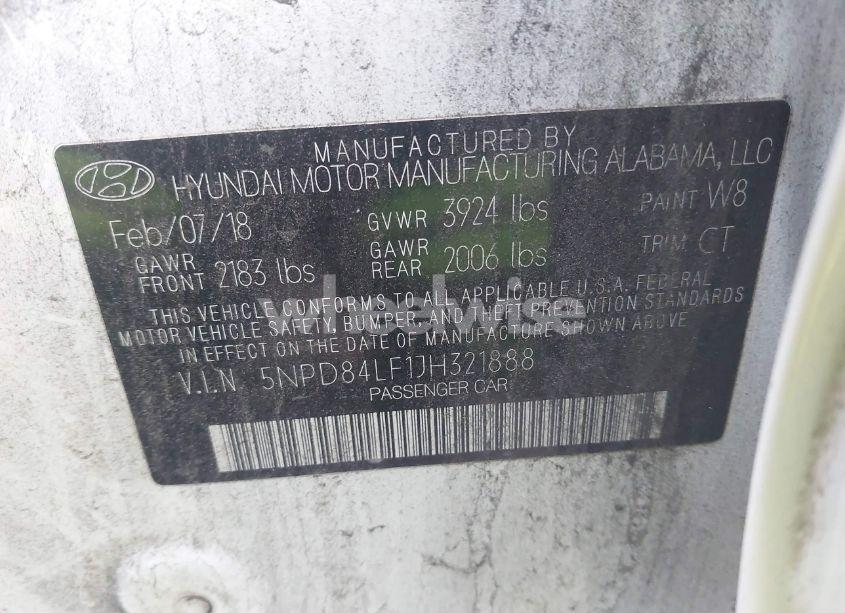 MANUFACTURED BY
HYUNDAI MOTOR MANUFACTURING ALABAMA, LLC
Feb/07/18 GVWR 3924 lbs PAINT W8
GAWR FRONT 2183 lbs GAWR REAR 2006 lbs TRIM CT
THIS VEHICLE CONFORMS TO ALL APPLICABLE U.S.A. FEDERAL
MOTOR VEHICLE SAFETY, BUMPER, AND THEFT PREVENTION STANDARDS
IN EFFECT ON THE DATE OF MANUFACTURE SHOWN ABOVE
V.I.N 5NPD84LF1JH321888
PASSENGER CAR
wheelwise